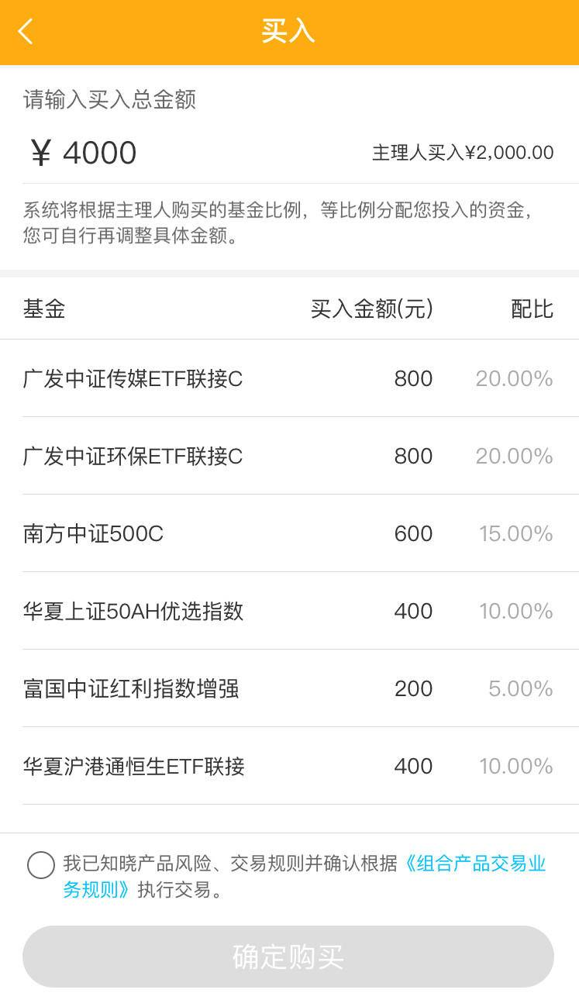 买入
请输入买入总金额
¥ 4000 主理人买入¥2,000.00
系统将根据主理人购买的基金比例，等比例分配您投入的资金，
您可自行再调整具体金额。
基金 买入金额(元) 配比
广发中证传媒ETF联接C 800 20.00%
广发中证环保ETF联接C 800 20.00%
南方中证500C 600 15.00%
华夏上证50AH优选指数 400 10.00%
富国中证红利指数增强 200 5.00%
华夏沪港通恒生ETF联接 400 10.00%
我已知晓产品风险、交易规则并确认根据《组合产品交易业
务规则》执行交易。
确定购买